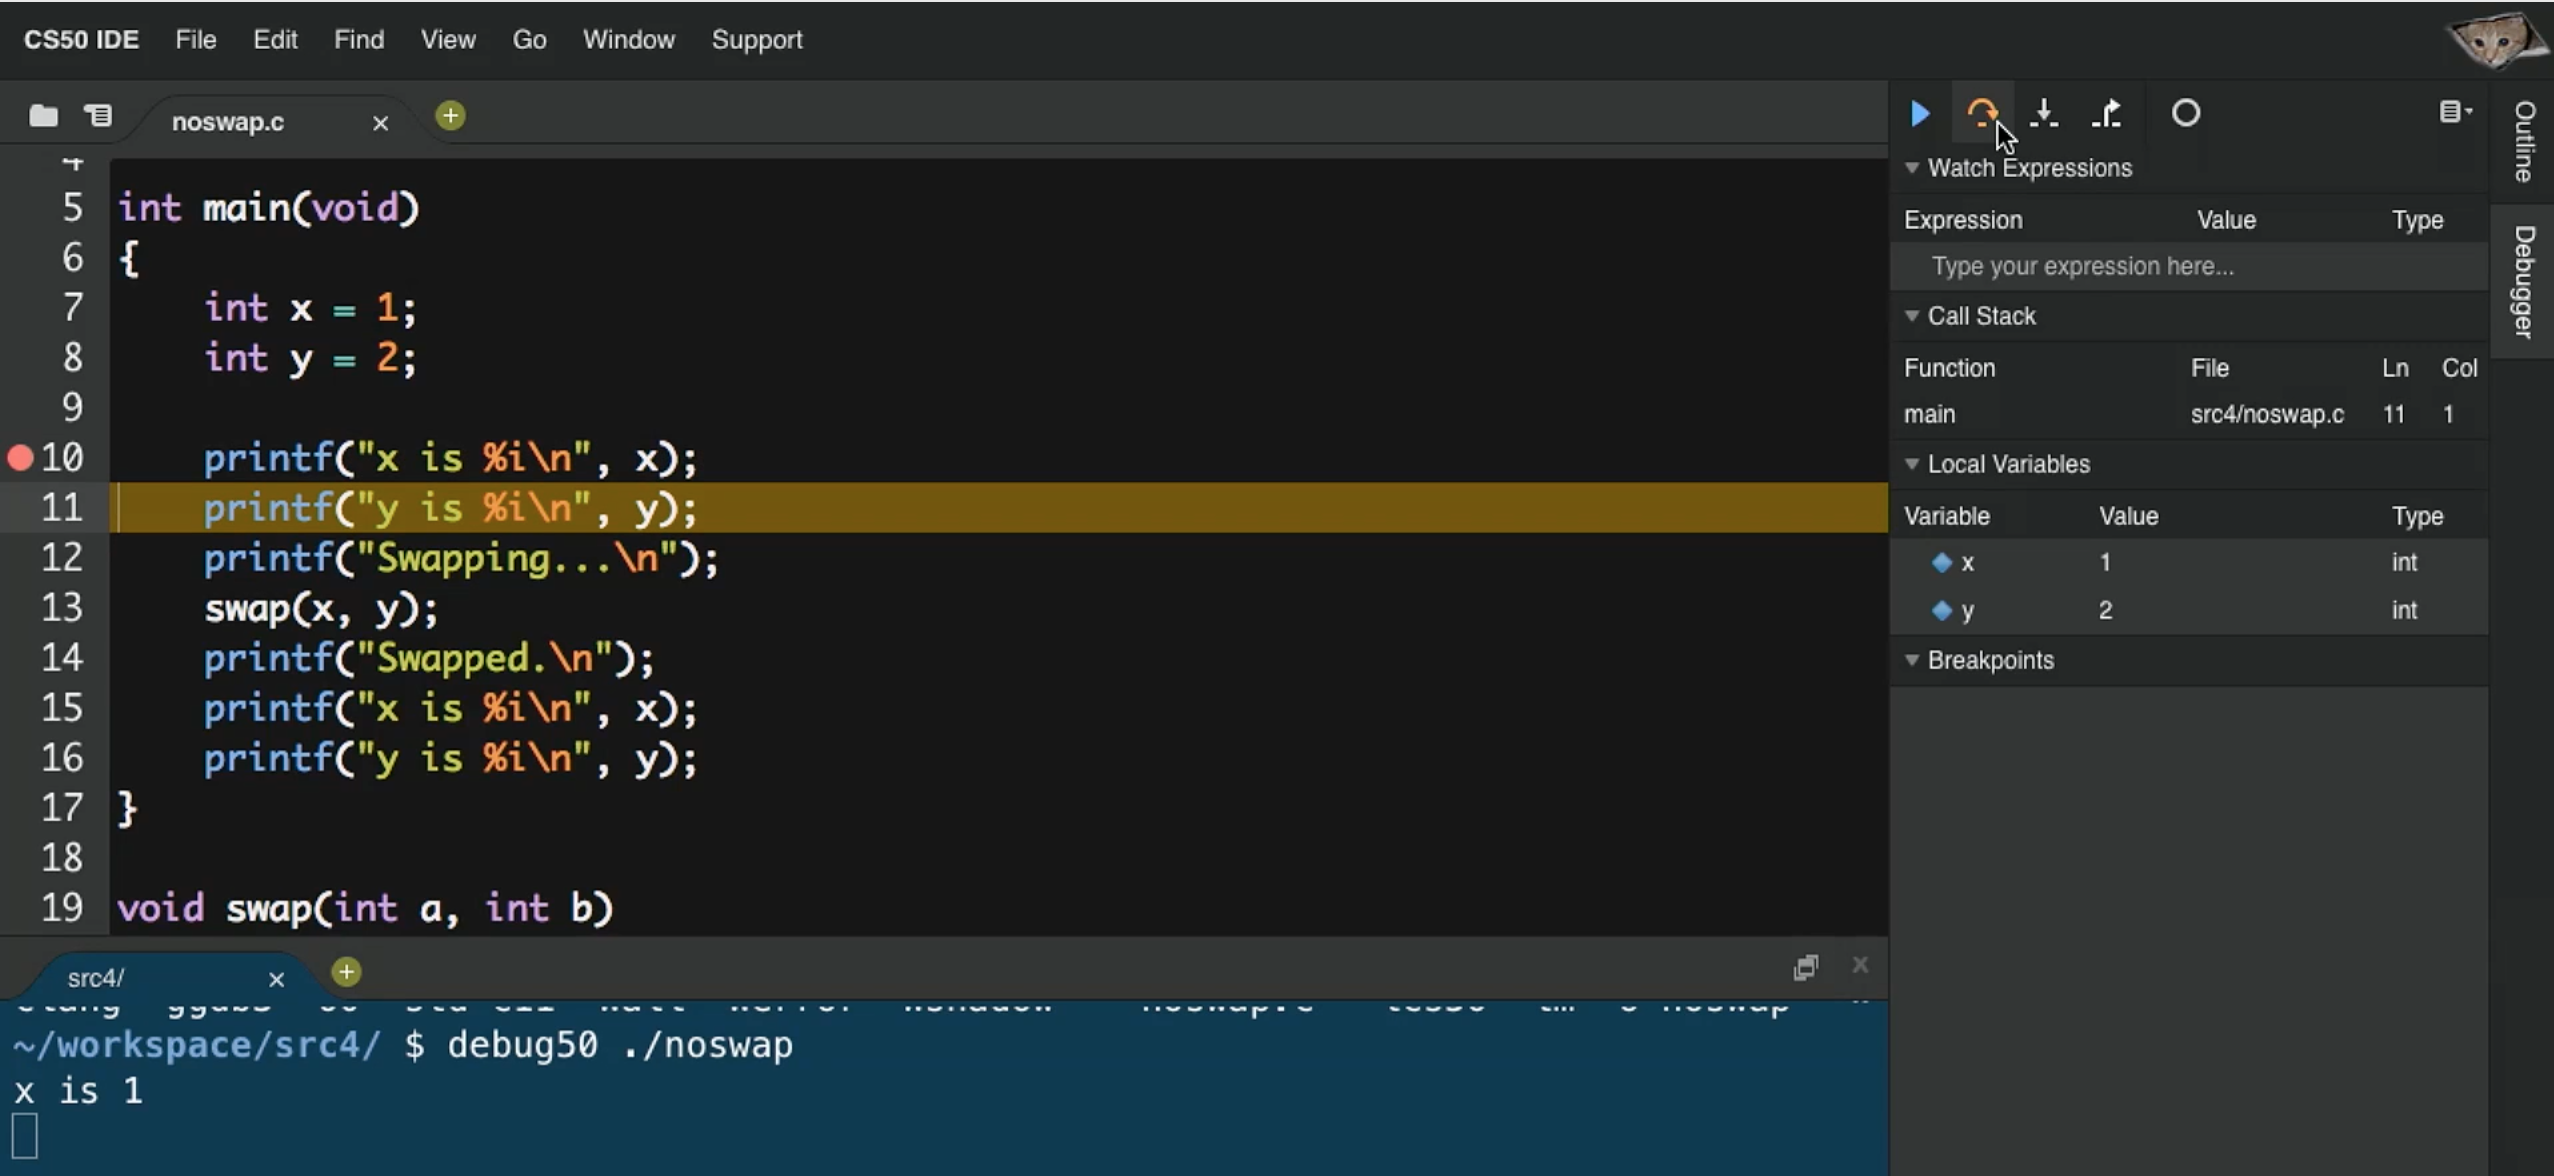 CS50 IDE File Edit Find View Go Window Support
noswap.c
4
5 int main(void)
6 {
7     int x = 1;
8     int y = 2;
9
10     printf("x is %i\n", x);
11     printf("y is %i\n", y);
12     printf("Swapping...\n");
13     swap(x, y);
14     printf("Swapped.\n");
15     printf("x is %i\n", x);
16     printf("y is %i\n", y);
17 }
18
19 void swap(int a, int b)
src4/
~/workspace/src4/ $ debug50 ./noswap
x is 1
Watch Expressions
Expression Value Type
Type your expression here...
Call Stack
Function File Ln Col
main src4/noswap.c 11 1
Local Variables
Variable Value Type
x 1 int
y 2 int
Breakpoints
Outline
Debugger